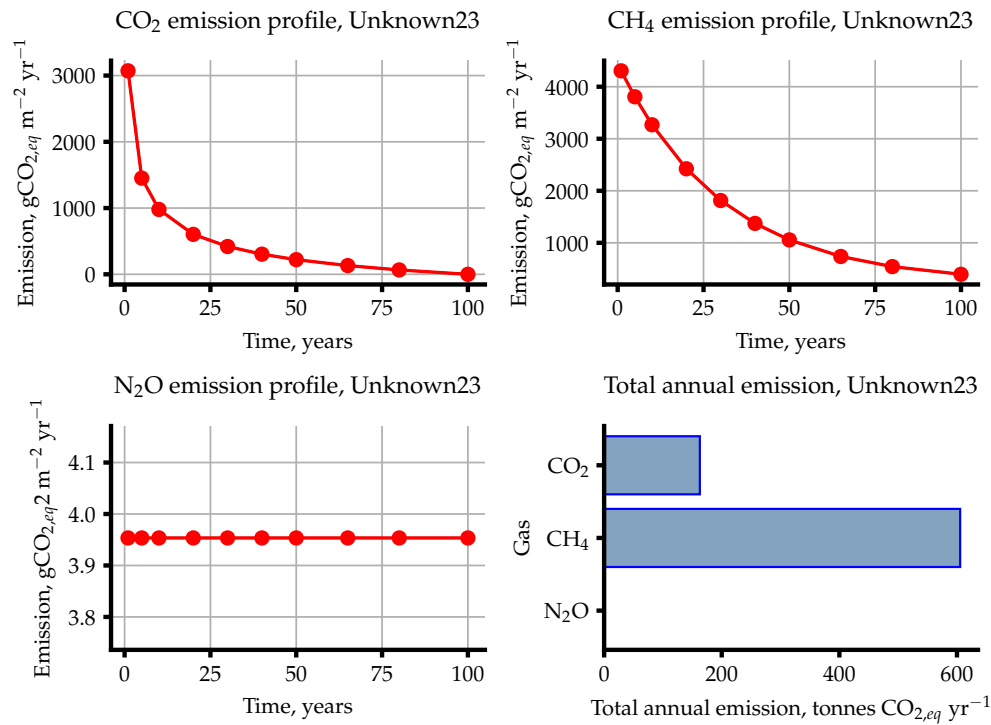 CO₂ emission profile, Unknown23
Emission, gCO₂,eq m⁻² yr⁻¹
3000
2000
1000
0
0 25 50 75 100
Time, years
CH₄ emission profile, Unknown23
Emission, gCO₂,eq m⁻² yr⁻¹
4000
3000
2000
1000
0 25 50 75 100
Time, years
N₂O emission profile, Unknown23
Emission, gCO₂,eq2 m⁻² yr⁻¹
4.1
4.0
3.9
3.8
0 25 50 75 100
Time, years
Total annual emission, Unknown23
Gas
CO₂
CH₄
N₂O
0 200 400 600
Total annual emission, tonnes CO₂,eq yr⁻¹